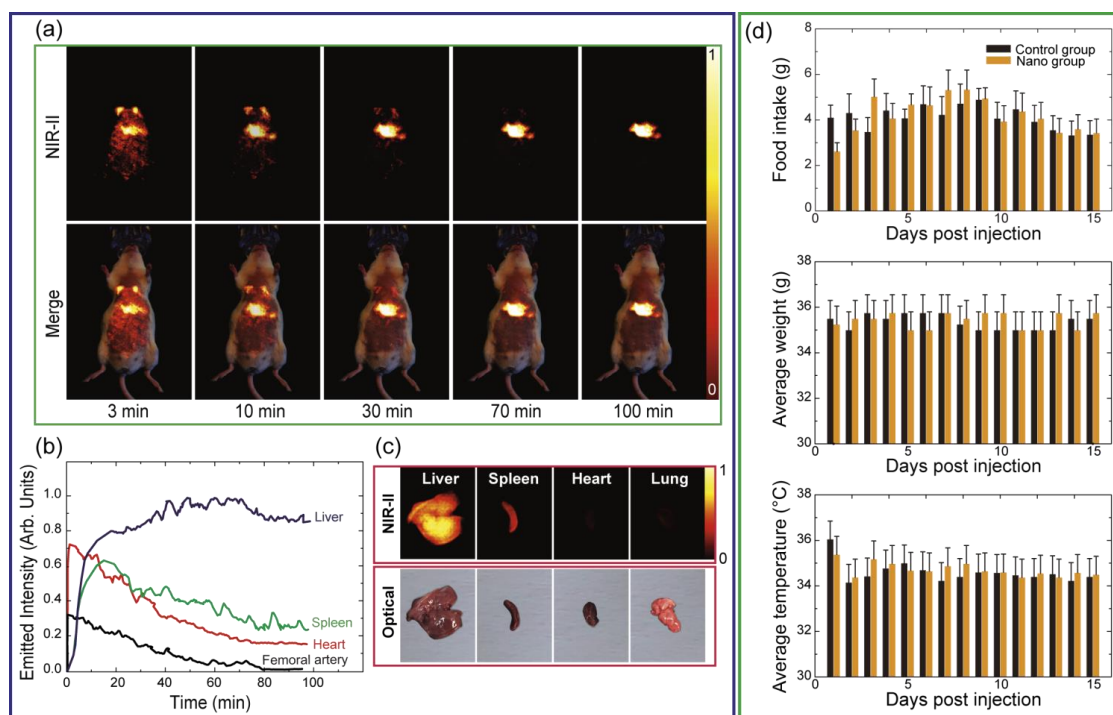 (a)
NIR-II
1
Merge
0
3 min
10 min
30 min
70 min
100 min
(b)
Emitted Intensity (Arb. Units)
1.0
0.8
0.6
0.4
0.2
0.0
Liver
Spleen
Heart
Femoral artery
0 20 40 60 80 100
Time (min)
(c)
Liver Spleen Heart Lung
NIR-II
1
0
Optical
(d)
Control group
Nano group
Food intake (g)
8
6
4
2
0
0 5 10 15
Days post injection
Average weight (g)
38
36
34
32
30
0 5 10 15
Days post injection
Average temperature (°C)
38
36
34
32
30
0 5 10 15
Days post injection